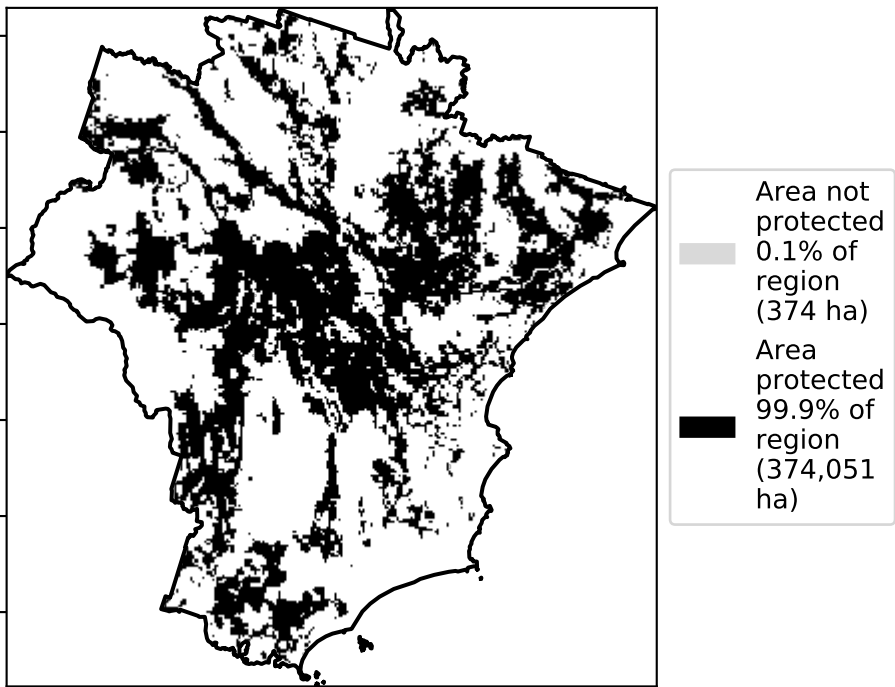 Area not
protected
0.1% of
region
(374 ha)
Area
protected
99.9% of
region
(374,051
ha)